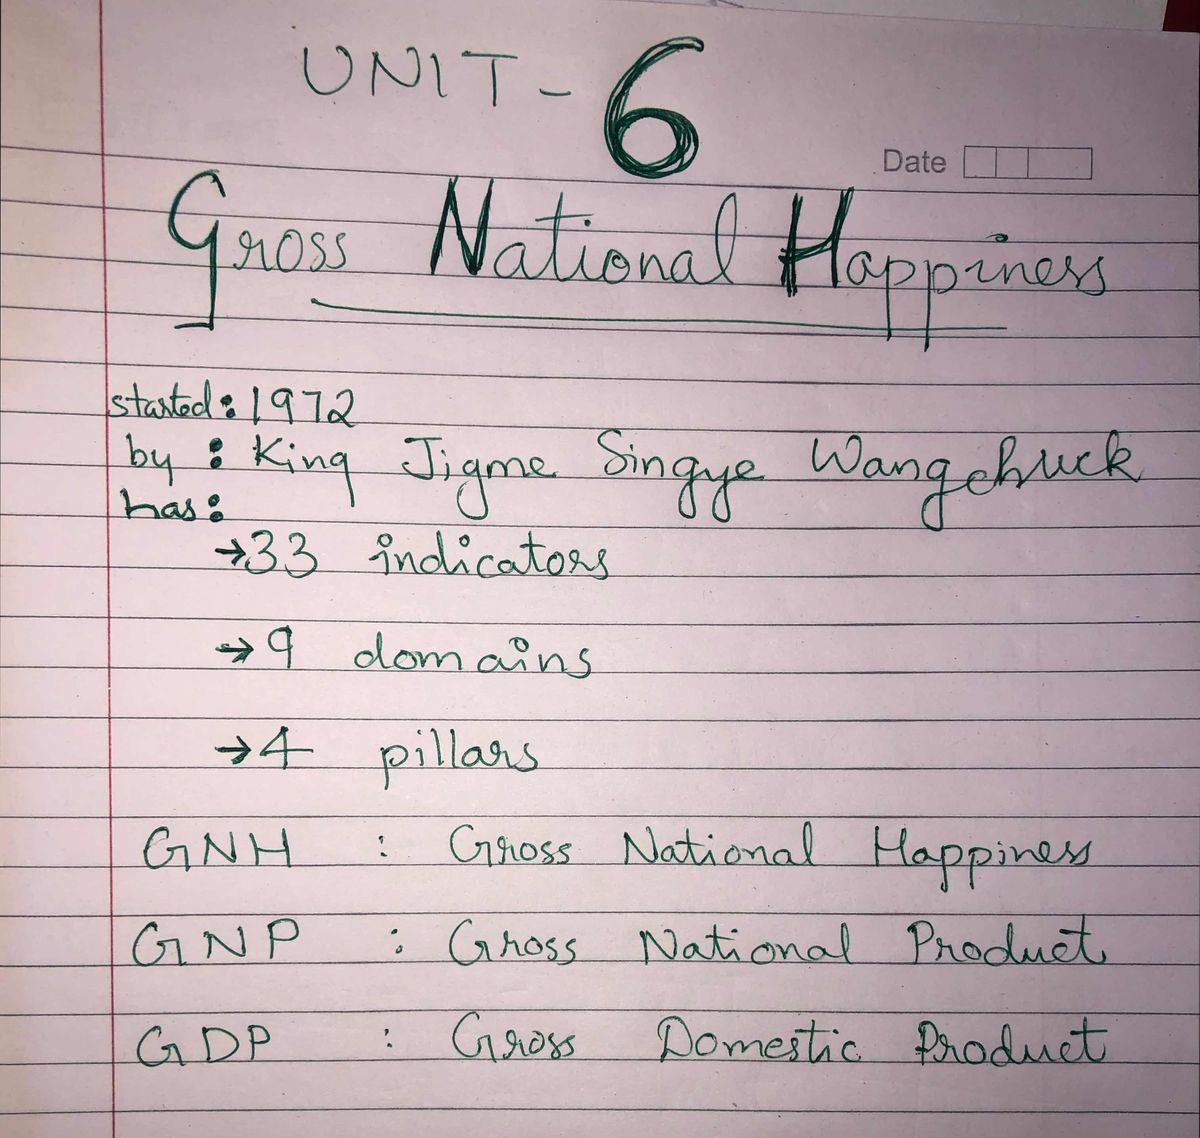 UNIT-6
Date
Gross National Happiness
started: 1972
by: King Jigme Singye Wangchuck
has:
→33 indicators
→9 domains
→4 pillars
GNH : Gross National Happiness
GNP : Gross National Product
GDP : Gross Domestic Product